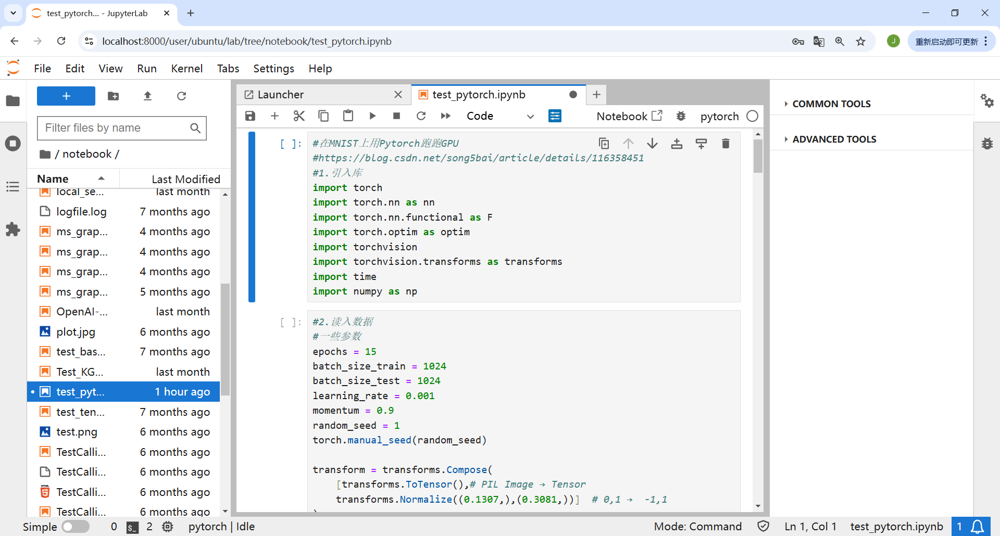 test_pytorch... - JupyterLab
localhost:8000/user/ubuntu/lab/tree/notebook/test_pytorch.ipynb
J
重新启动即可更新
File Edit View Run Kernel Tabs Settings Help
Filter files by name
/ notebook /
Name Last Modified
local_se... last month
logfile.log 7 months ago
ms_grap... 4 months ago
ms_grap... 4 months ago
ms_grap... 4 months ago
ms_grap... 5 months ago
OpenAI-... last month
plot.jpg 6 months ago
test_bas... 7 months ago
Test_KG... last month
test_pyt... 1 hour ago
test_ten... 7 months ago
test.png 6 months ago
TestCalli... 6 months ago
TestCalli... 6 months ago
TestCalli... 6 months ago
TestCalli... 6 months ago
Launcher
test_pytorch.ipynb
Code
Notebook
pytorch
[ ]:
#在MNIST上用Pytorch跑跑GPU
#https://blog.csdn.net/song5bai/article/details/116358451
#1.引入库
import torch
import torch.nn as nn
import torch.nn.functional as F
import torch.optim as optim
import torchvision
import torchvision.transforms as transforms
import time
import numpy as np
[ ]:
#2.读入数据
#一些参数
epochs = 15
batch_size_train = 1024
batch_size_test = 1024
learning_rate = 0.001
momentum = 0.9
random_seed = 1
torch.manual_seed(random_seed)
transform = transforms.Compose(
[transforms.ToTensor(),# PIL Image → Tensor
transforms.Normalize((0.1307,),(0.3081,))] # 0,1 → -1,1
COMMON TOOLS
ADVANCED TOOLS
Simple 0 $_ 2 pytorch | Idle
Mode: Command Ln 1, Col 1 test_pytorch.ipynb 1